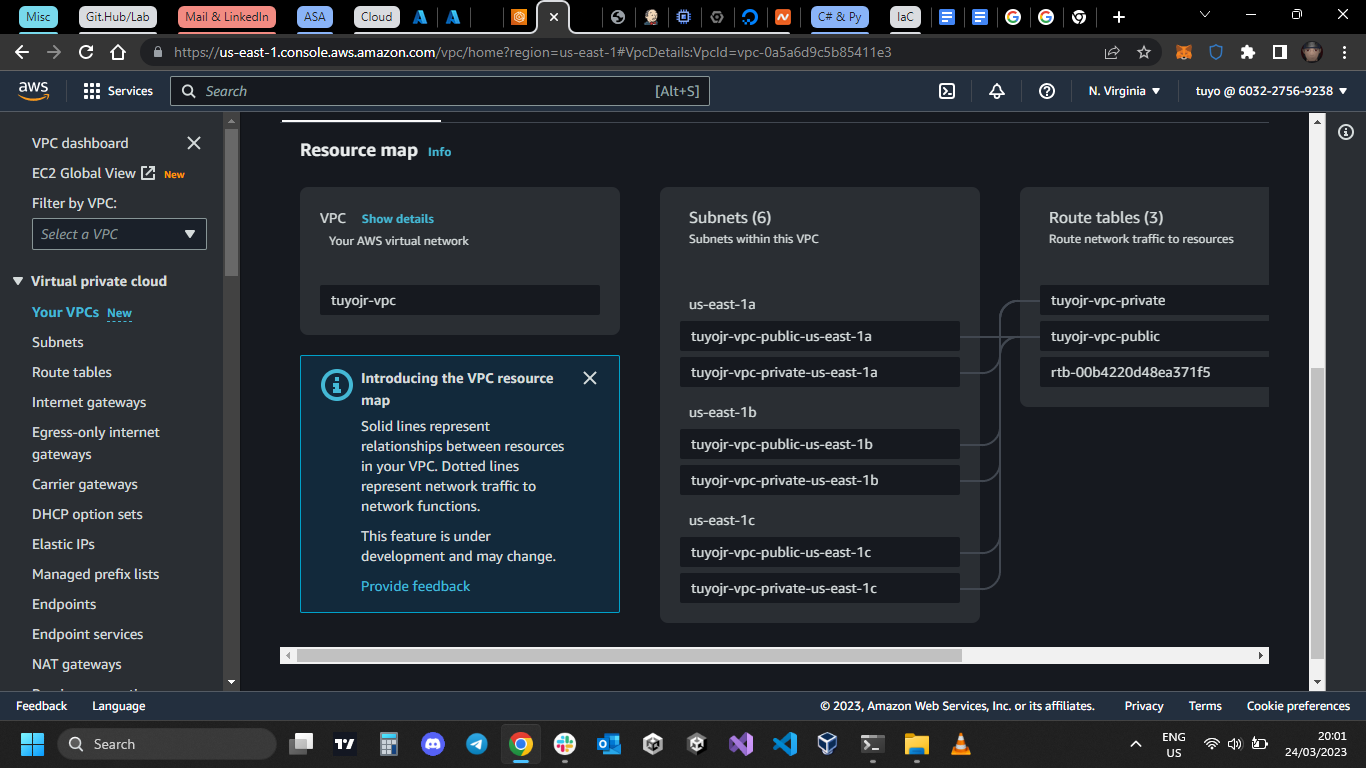 Misc
Git.Hub/Lab
Mail & LinkedIn
ASA
Cloud
C# & Py
IaC
https://us-east-1.console.aws.amazon.com/vpc/home?region=us-east-1#VpcDetails:VpcId=vpc-0a5a6d9c5b85411e3
aws
Services
Search
[Alt+S]
N. Virginia
tuyo @ 6032-2756-9238
VPC dashboard
EC2 Global View
New
Filter by VPC:
Select a VPC
Virtual private cloud
Your VPCs New
Subnets
Route tables
Internet gateways
Egress-only internet
gateways
Carrier gateways
DHCP option sets
Elastic IPs
Managed prefix lists
Endpoints
Endpoint services
NAT gateways
Resource map Info
VPC Show details
Your AWS virtual network
tuyojr-vpc
Introducing the VPC resource
map
Solid lines represent
relationships between resources
in your VPC. Dotted lines
represent network traffic to
network functions.
This feature is under
development and may change.
Provide feedback
Subnets (6)
Subnets within this VPC
us-east-1a
tuyojr-vpc-public-us-east-1a
tuyojr-vpc-private-us-east-1a
us-east-1b
tuyojr-vpc-public-us-east-1b
tuyojr-vpc-private-us-east-1b
us-east-1c
tuyojr-vpc-public-us-east-1c
tuyojr-vpc-private-us-east-1c
Route tables (3)
Route network traffic to resources
tuyojr-vpc-private
tuyojr-vpc-public
rtb-00b4220d48ea371f5
Feedback
Language
© 2023, Amazon Web Services, Inc. or its affiliates.
Privacy
Terms
Cookie preferences
Search
ENG
US
20:01
24/03/2023